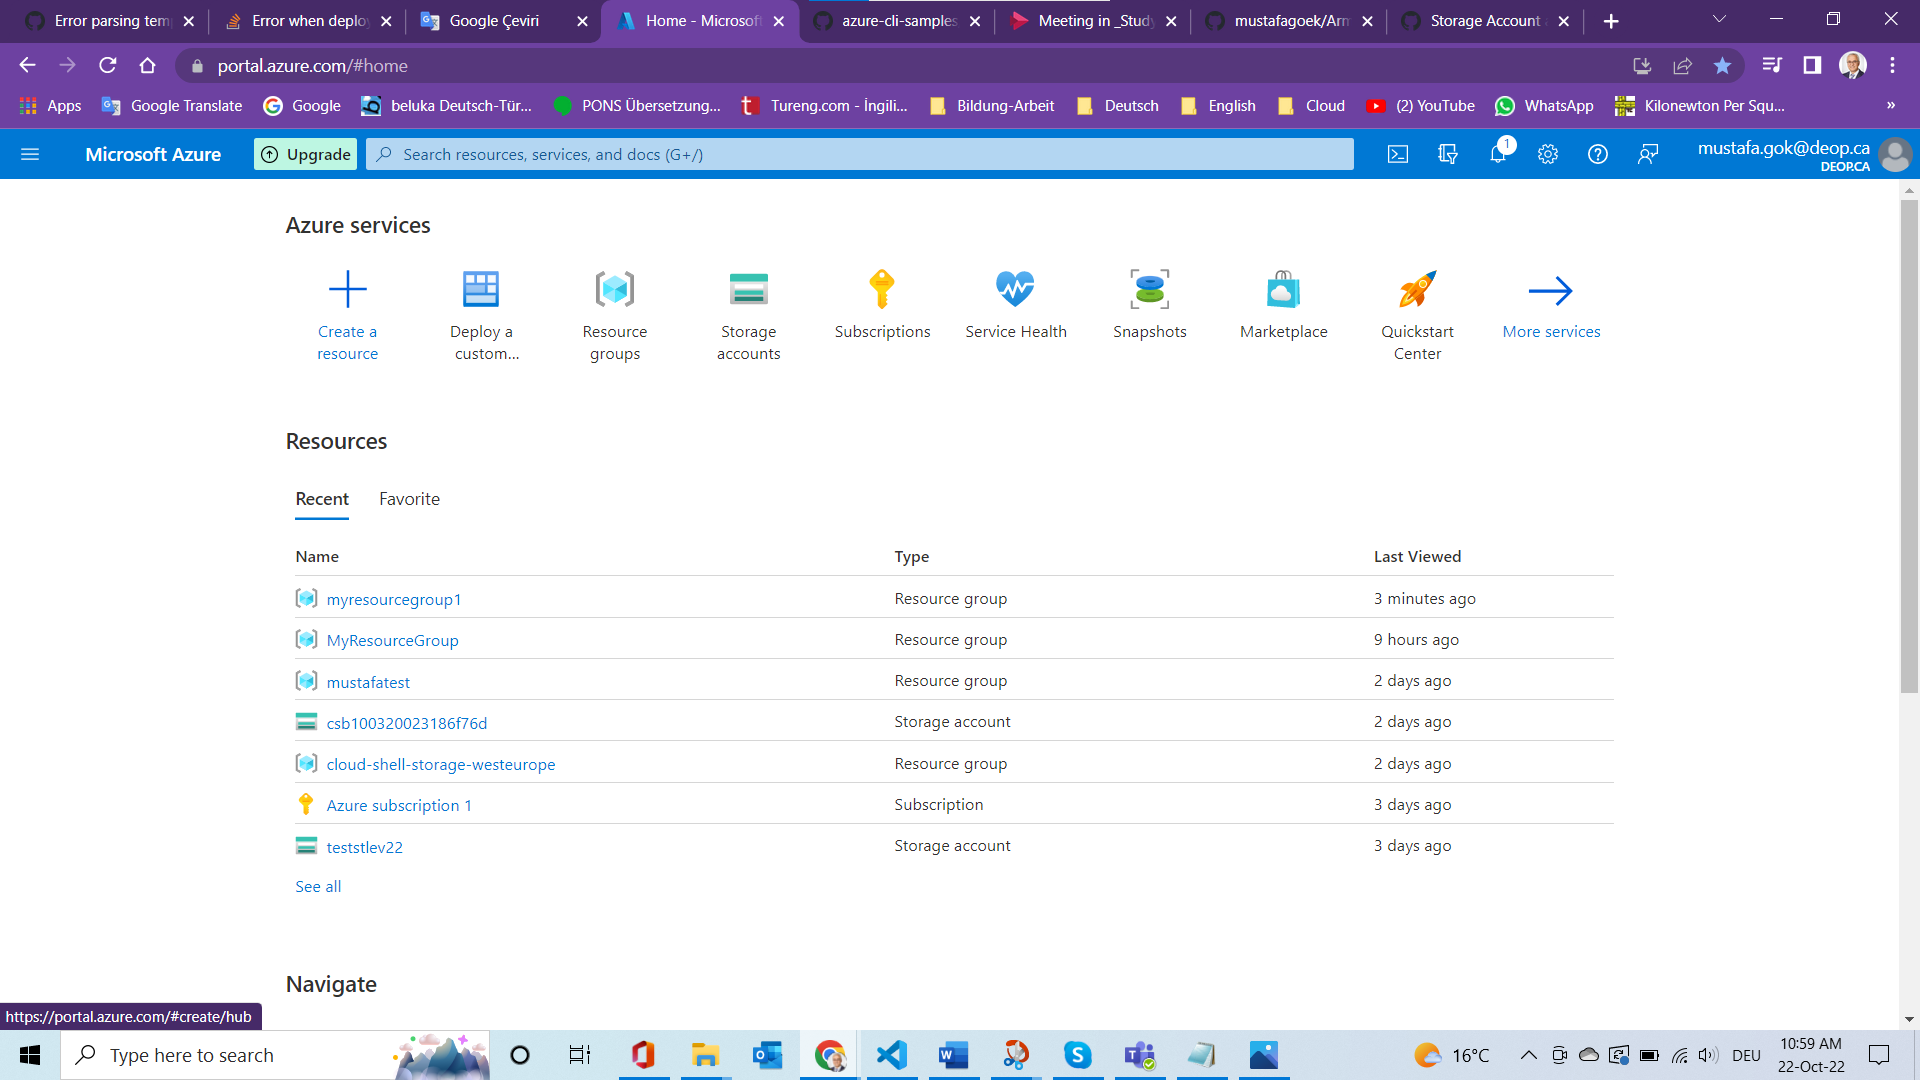 Error parsing tem
Error when deplo
Google Çeviri
Home - Microsoft
azure-cli-samples
Meeting in _Study
mustafagoek/Arm
Storage Account
portal.azure.com/#home
Apps
Google Translate
Google
beluka Deutsch-Tür...
PONS Übersetzung...
Tureng.com - İngili...
Bildung-Arbeit
Deutsch
English
Cloud
(2) YouTube
WhatsApp
Kilonewton Per Squ...
»
Microsoft Azure
Upgrade
Search resources, services, and docs (G+/)
1
mustafa.gok@deop.ca
DEOP.CA
Azure services
Create a
resource
Deploy a
custom...
Resource
groups
Storage
accounts
Subscriptions
Service Health
Snapshots
Marketplace
Quickstart
Center
More services
Resources
Recent
Favorite
Name Type Last Viewed
myresourcegroup1 Resource group 3 minutes ago
MyResourceGroup Resource group 9 hours ago
mustafatest Resource group 2 days ago
csb100320023186f76d Storage account 2 days ago
cloud-shell-storage-westeurope Resource group 2 days ago
Azure subscription 1 Subscription 3 days ago
teststlev22 Storage account 3 days ago
See all
Navigate
https://portal.azure.com/#create/hub
Type here to search
16°C
DEU
10:59 AM
22-Oct-22